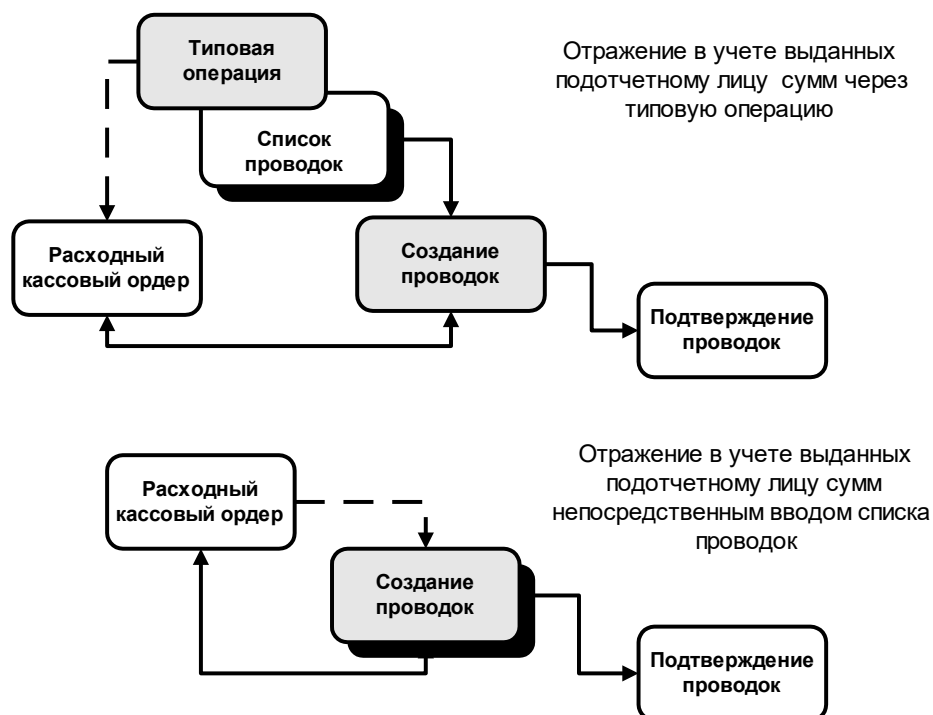 Типовая
операция
Отражение в учете выданных
подотчетному лицу сумм через
типовую операцию
Список
проводок
Расходный
кассовый ордер
Создание
проводок
Подтверждение
проводок
Отражение в учете выданных
подотчетному лицу сумм
непосредственным вводом списка
проводок
Расходный
кассовый ордер
Создание
проводок
Подтверждение
проводок